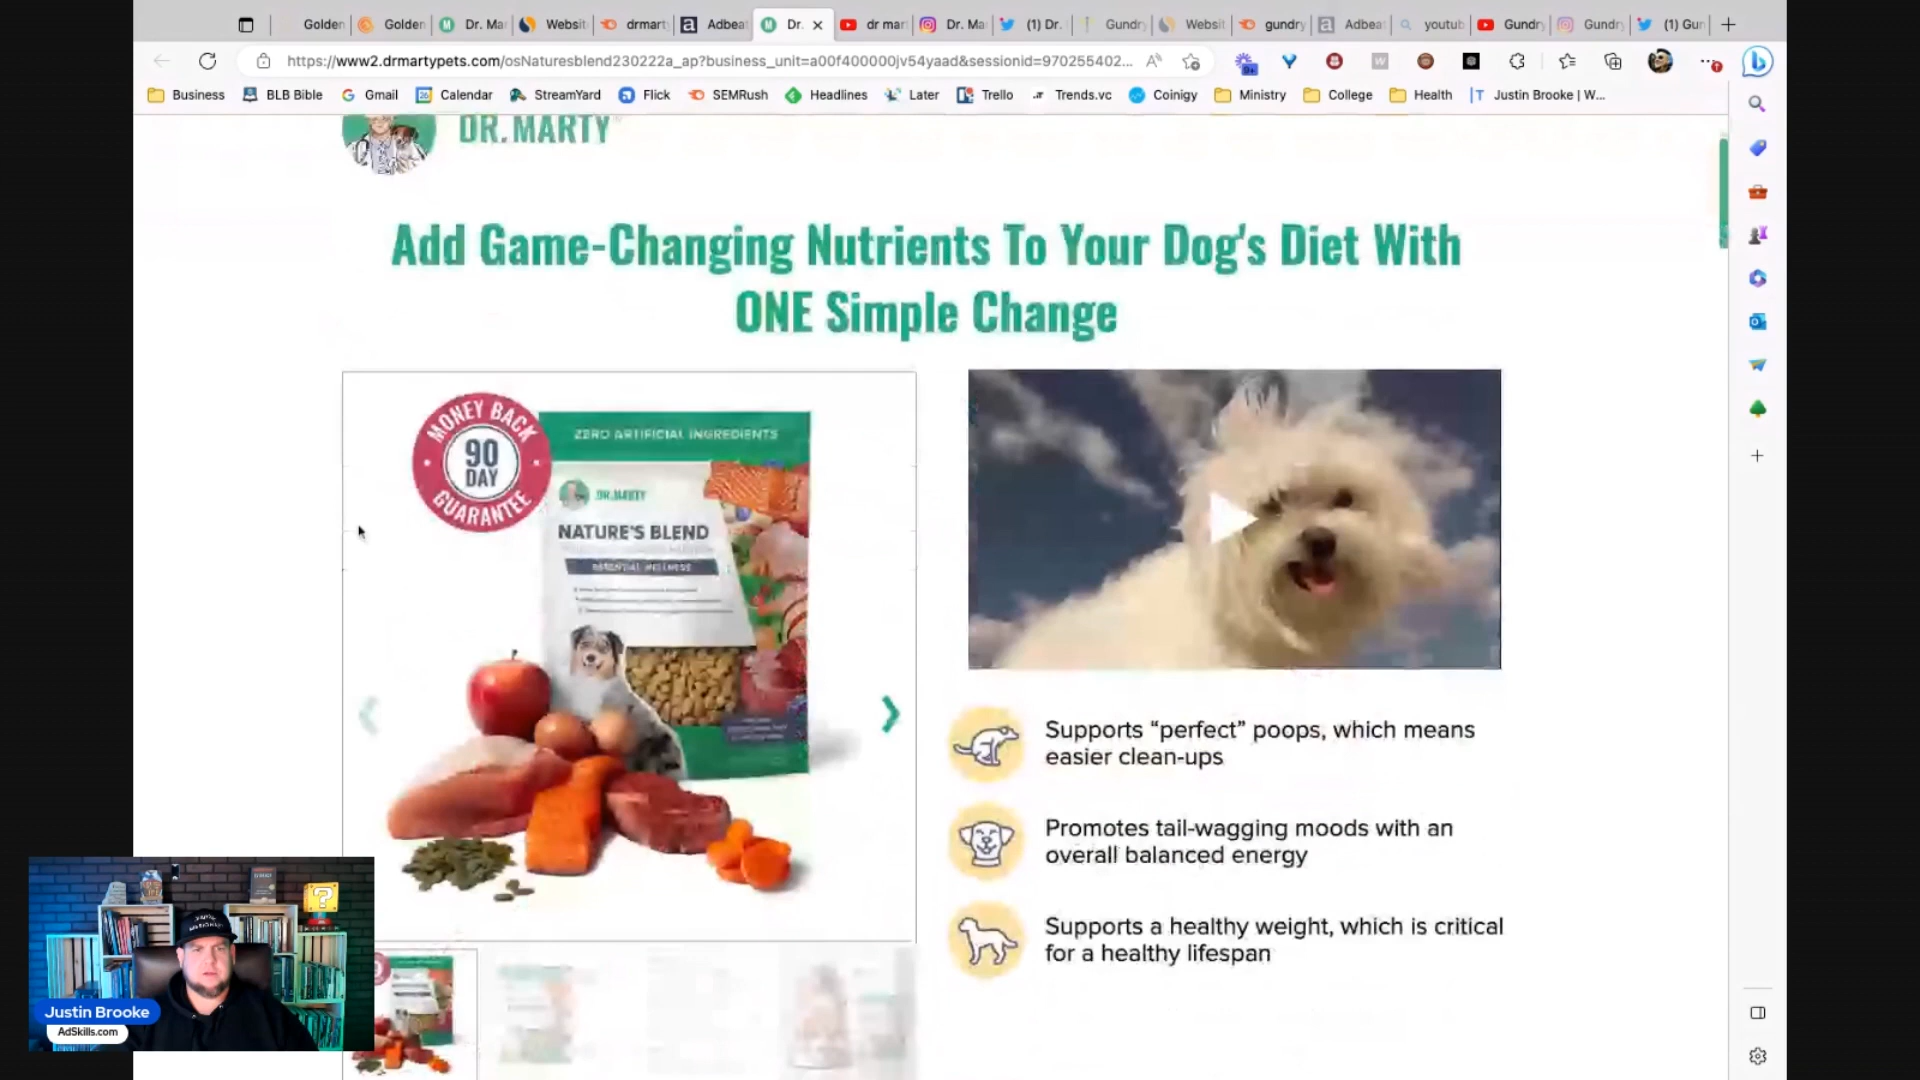 Golden
Golden
Dr. Ma
Websit
drmart
Adbea
Dr.
dr mar
Dr. Ma
(1) Dr.
Gundry
Websit
gundry
Adbea
youtub
Gundry
Gundry
(1) Gun
https://www2.drmartypets.com/osNaturesblend230222a_ap?business_unit=a00f400000jv54yaad&sessionid=970255402...
Business
BLB Bible
Gmail
Calendar
StreamYard
Flick
SEMRush
Headlines
Later
Trello
Trends.vc
Coinigy
Ministry
College
Health
Justin Brooke | W...
DR. MARTY
Add Game-Changing Nutrients To Your Dog's Diet With
ONE Simple Change
MONEY BACK
90
DAY
GUARANTEE
ZERO ARTIFICIAL INGREDIENTS
DR. MARTY
NATURE'S BLEND
ESSENTIAL WELLNESS
Supports “perfect” poops, which means
easier clean-ups
Promotes tail-wagging moods with an
overall balanced energy
Supports a healthy weight, which is critical
for a healthy lifespan
Justin Brooke
AdSkills.com